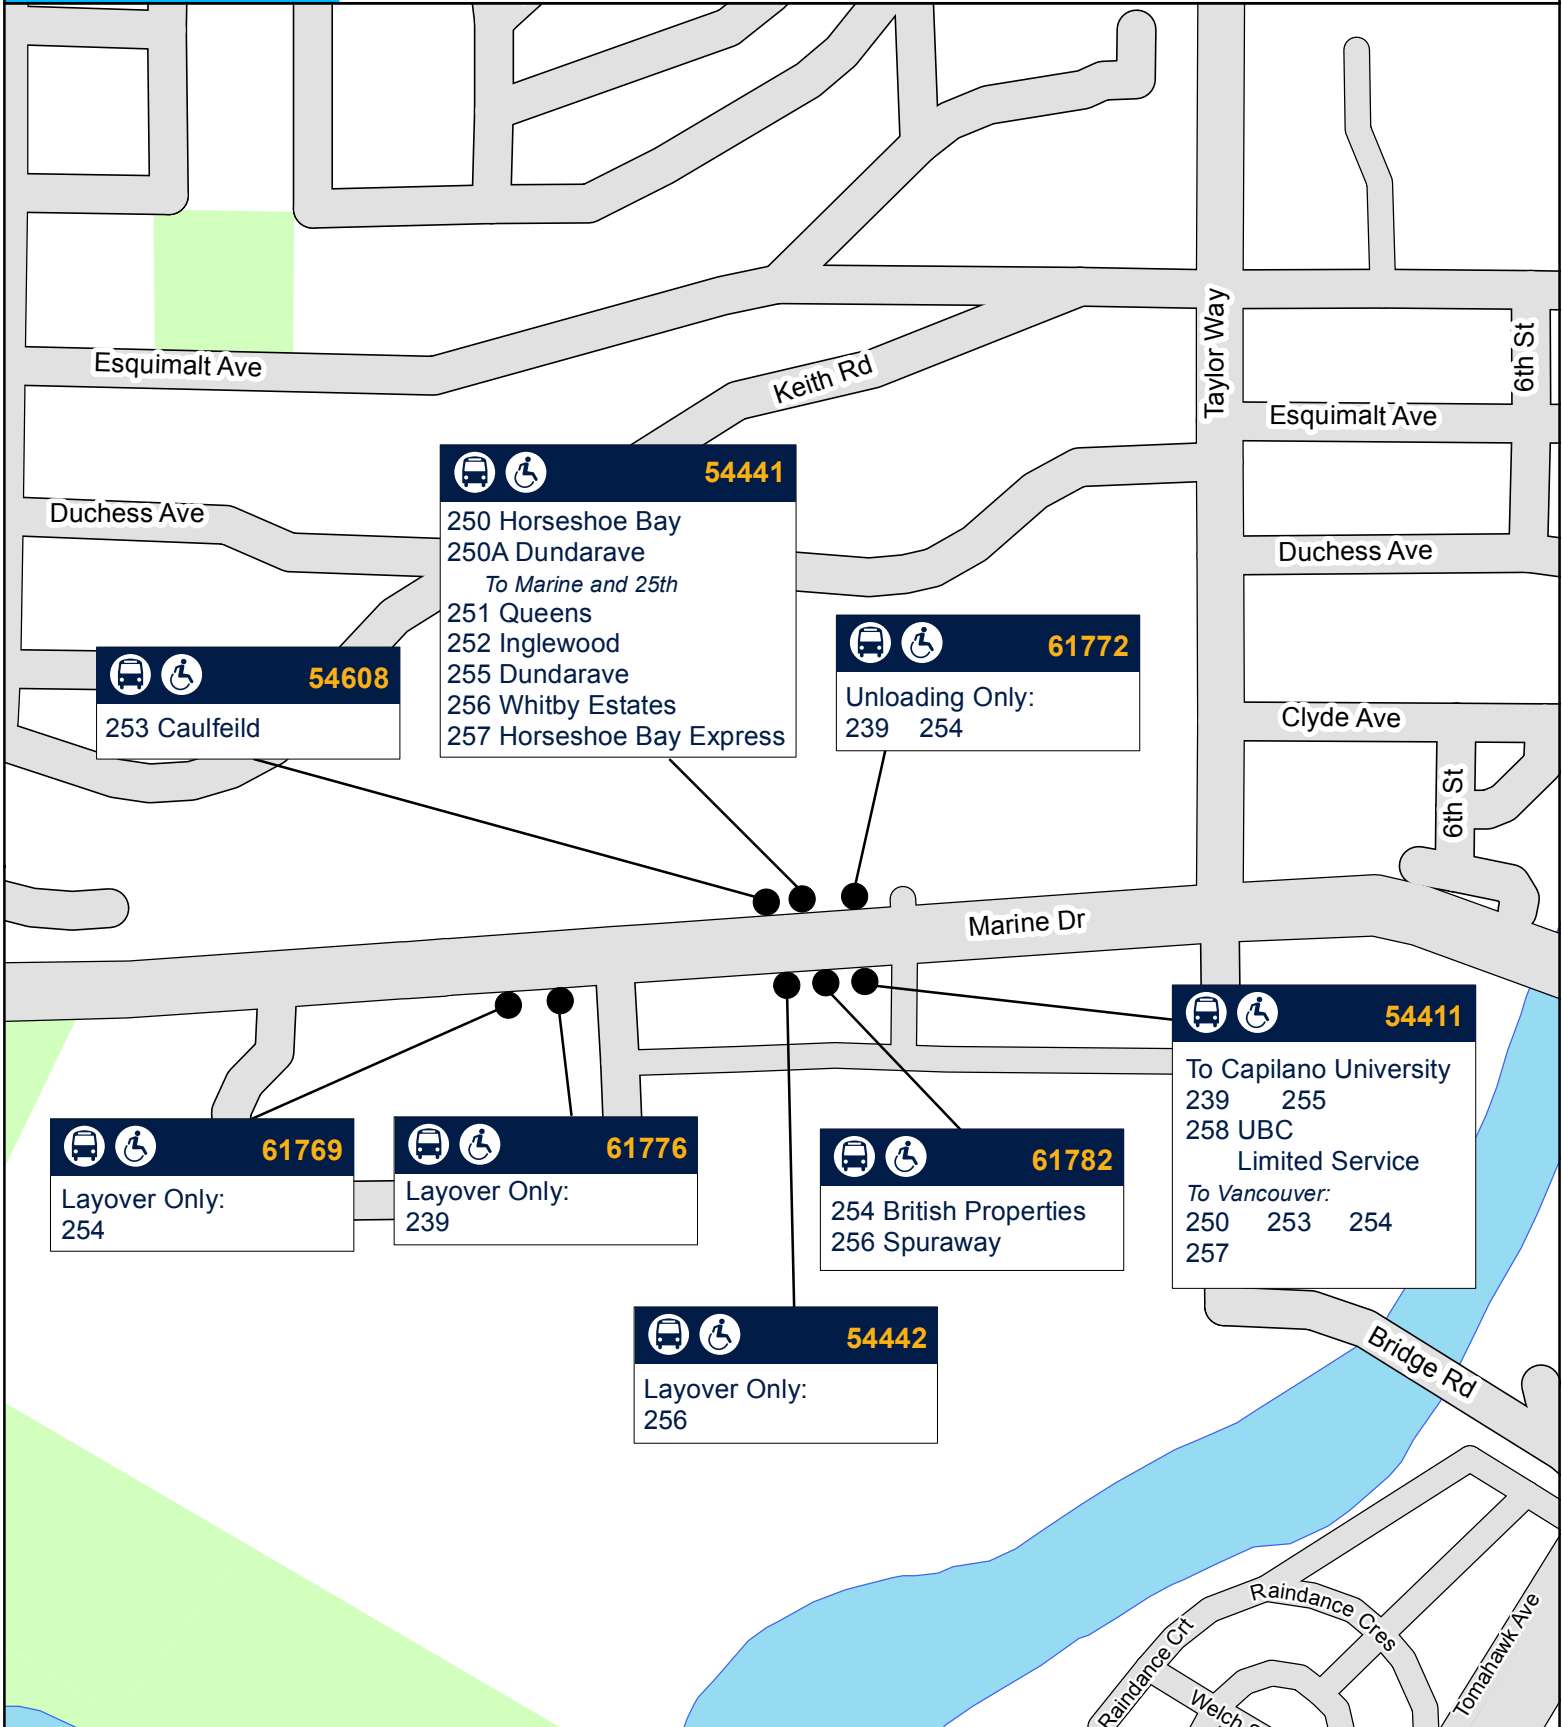 Taylor Way
6th St
Esquimalt Ave
Keith Rd
Esquimalt Ave
Duchess Ave
Duchess Ave
54441
250 Horseshoe Bay
250A Dundarave
To Marine and 25th
251 Queens
252 Inglewood
255 Dundarave
256 Whitby Estates
257 Horseshoe Bay Express
61772
Unloading Only:
239 254
54608
253 Caulfeild
Clyde Ave
6th St
Marine Dr
54411
To Capilano University
239 255
258 UBC
Limited Service
To Vancouver:
250 253 254
257
61769
Layover Only:
254
61776
Layover Only:
239
61782
254 British Properties
256 Spuraway
54442
Layover Only:
256
Bridge Rd
Raindance Cres
Raindance Crt
Tomahawk Ave
Welch